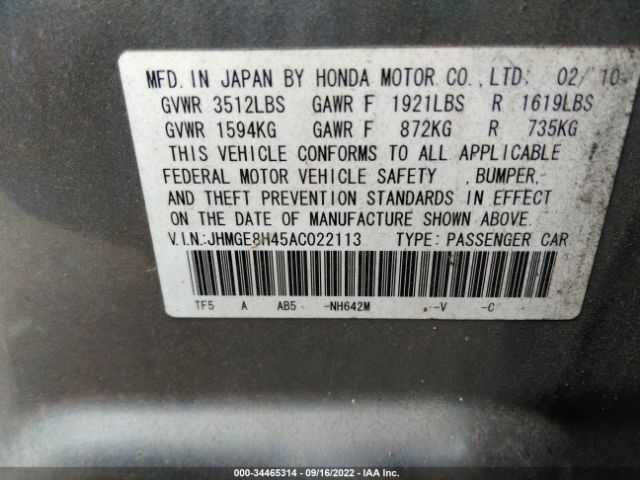 MFD. IN JAPAN BY HONDA MOTOR CO., LTD. 02/10
GVWR 3512LBS GAWR F 1921LBS R 1619LBS
GVWR 1594KG GAWR F 872KG R 735KG
THIS VEHICLE CONFORMS TO ALL APPLICABLE
FEDERAL MOTOR VEHICLE SAFETY ,BUMPER,
AND THEFT PREVENTION STANDARDS IN EFFECT
ON THE DATE OF MANUFACTURE SHOWN ABOVE.
V.I.N.:JHMGE8H45AC022113 TYPE: PASSENGER CAR
TF5 A AB5 -NH642M -V -C
000-34465314 | 09/16/2022 - IAA Inc.